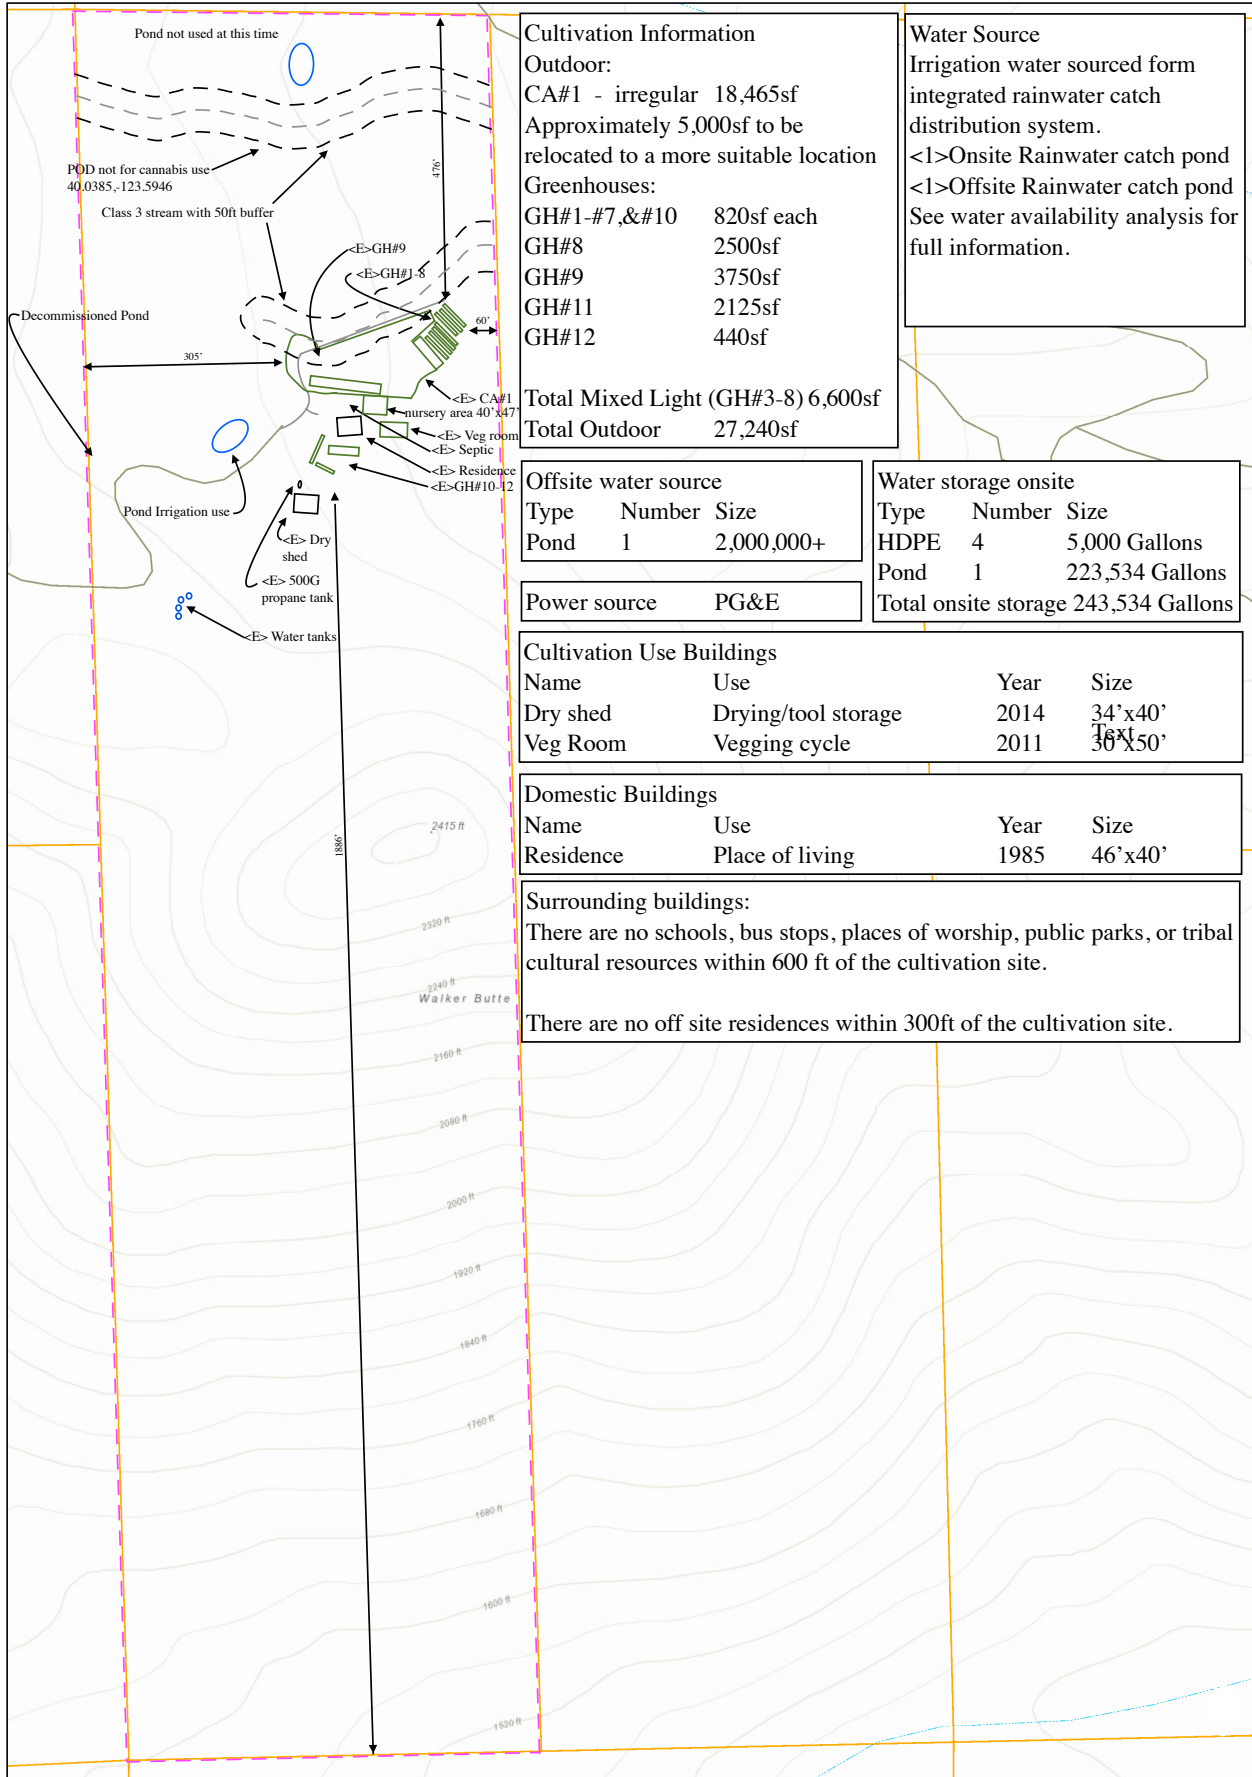 Pond not used at this time
POD not for cannabis use
40.0385,-123.5946
Class 3 stream with 50ft buffer
476'
<E>GH#9
<E>GH#1-8
Decommissioned Pond
60'
305'
<E> CA#1
nursery area 40'x47'
<E> Veg room
<E> Septic
<E> Residence
<E>GH#10-12
Pond Irrigation use
<E> Dry
shed
<E> 500G
propane tank
<E> Water tanks
1886'
2415 ft
2320 ft
2240 ft
Walker Butte
2160 ft
2080 ft
2000 ft
1920 ft
1840 ft
1760 ft
1680 ft
1600 ft
1520 ft
Cultivation Information
Outdoor:
CA#1 - irregular 18,465sf
Approximately 5,000sf to be
relocated to a more suitable location
Greenhouses:
GH#1-#7,&#10 820sf each
GH#8 2500sf
GH#9 3750sf
GH#11 2125sf
GH#12 440sf
Total Mixed Light (GH#3-8) 6,600sf
Total Outdoor 27,240sf
Water Source
Irrigation water sourced form
integrated rainwater catch
distribution system.
<1>Onsite Rainwater catch pond
<1>Offsite Rainwater catch pond
See water availability analysis for
full information.
Offsite water source
Type Number Size
Pond 1 2,000,000+
Water storage onsite
Type Number Size
HDPE 4 5,000 Gallons
Pond 1 223,534 Gallons
Total onsite storage 243,534 Gallons
Power source PG&E
Cultivation Use Buildings
Name Use Year Size
Dry shed Drying/tool storage 2014 34'x40'
Text
Veg Room Vegging cycle 2011 30'x50'
Domestic Buildings
Name Use Year Size
Residence Place of living 1985 46'x40'
Surrounding buildings:
There are no schools, bus stops, places of worship, public parks, or tribal
cultural resources within 600 ft of the cultivation site.
There are no off site residences within 300ft of the cultivation site.